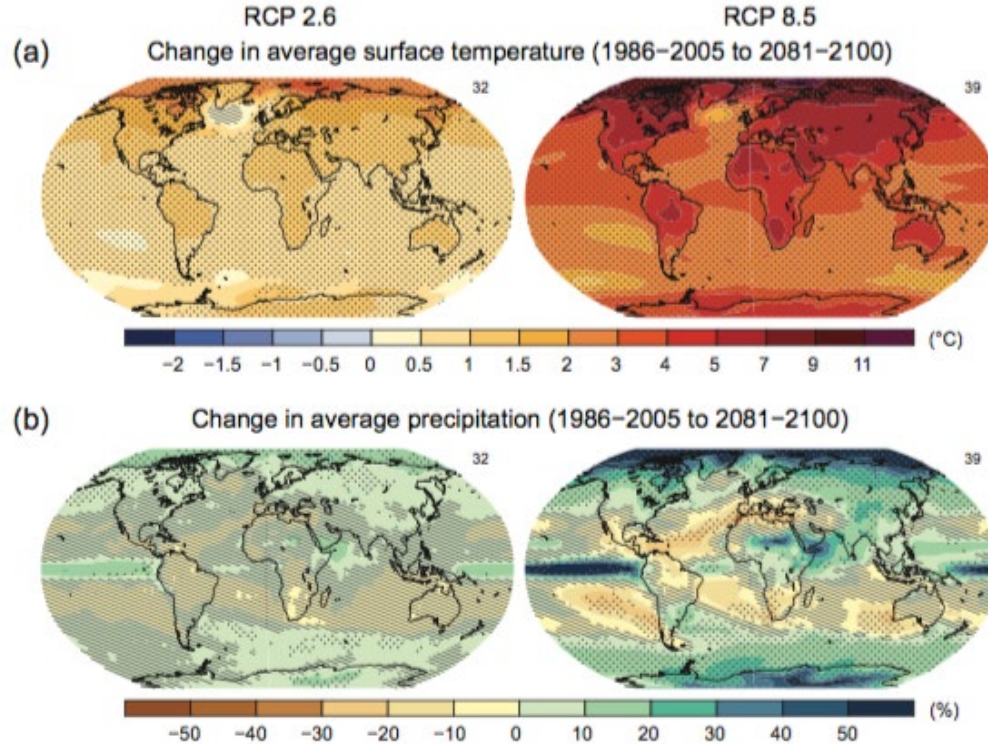 RCP 2.6 RCP 8.5
(a) Change in average surface temperature (1986−2005 to 2081−2100)
32 39
−2 −1.5 −1 −0.5 0 0.5 1 1.5 2 3 4 5 7 9 11 (°C)
(b) Change in average precipitation (1986−2005 to 2081−2100)
32 39
−50 −40 −30 −20 −10 0 10 20 30 40 50 (%)